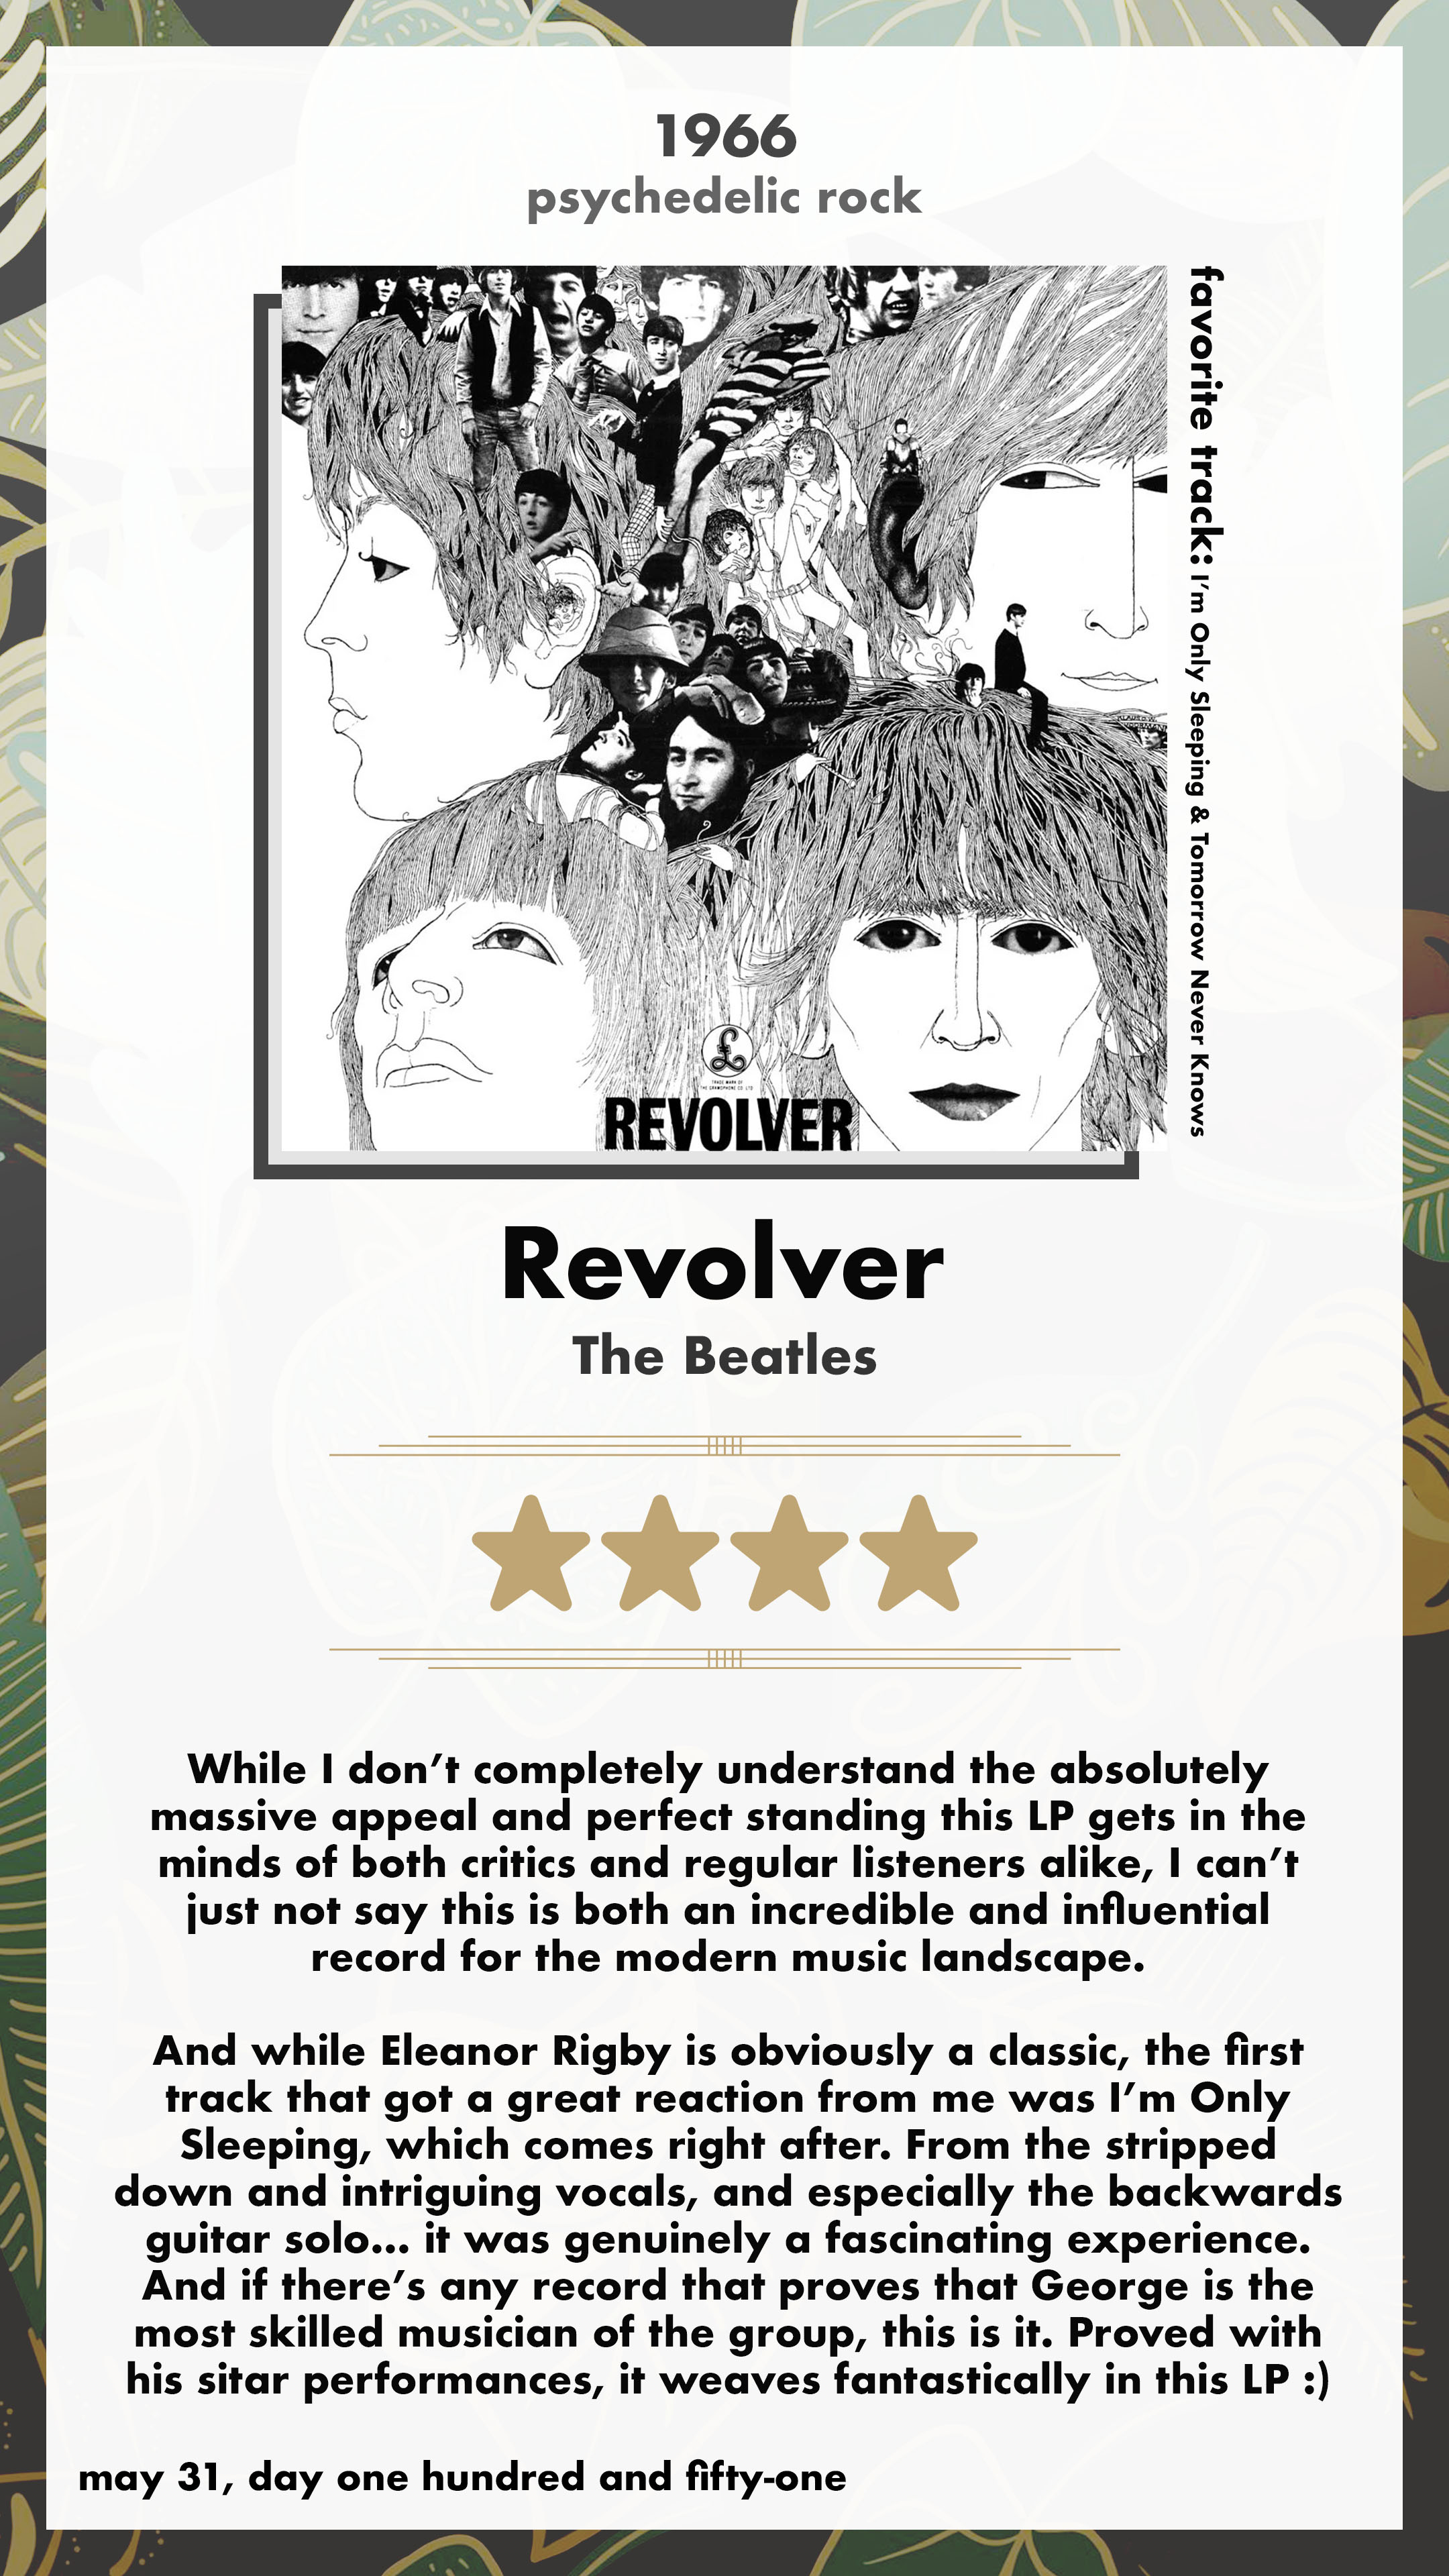 1966
psychedelic rock
favorite track: I’m Only Sleeping & Tomorrow Never Knows
£
TRADE MARK OF
THE GRAMOPHONE CO LTD
REVOLVER
Revolver
The Beatles
While I don’t completely understand the absolutely
massive appeal and perfect standing this LP gets in the
minds of both critics and regular listeners alike, I can’t
just not say this is both an incredible and influential
record for the modern music landscape.
And while Eleanor Rigby is obviously a classic, the first
track that got a great reaction from me was I’m Only
Sleeping, which comes right after. From the stripped
down and intriguing vocals, and especially the backwards
guitar solo... it was genuinely a fascinating experience.
And if there’s any record that proves that George is the
most skilled musician of the group, this is it. Proved with
his sitar performances, it weaves fantastically in this LP :)
may 31, day one hundred and fifty-one